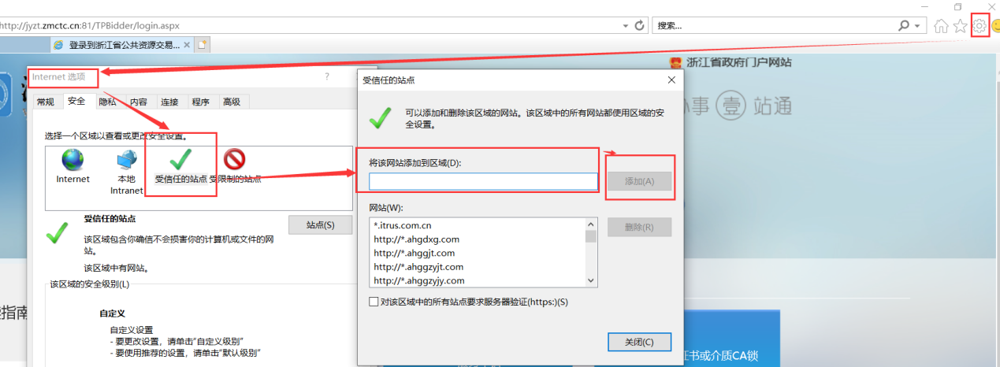 http://jyzt.zmctc.cn:81/TPBidder/login.aspx
搜索...
登录到浙江省公共资源交易...
浙江省政府门户网站
Internet 选项
?
常规 安全 隐私 内容 连接 程序 高级
选择一个区域以查看或更改安全设置。
Internet
本地
Intranet
受信任的站点
受限制的站点
受信任的站点
站点(S)
该区域包含你确信不会损害你的计算机或文件的网
站。
该区域中有网站。
该区域的安全级别(L)
自定义
自定义设置
- 要更改设置，请单击"自定义级别"
- 要使用推荐的设置，请单击"默认级别"
受信任的站点
可以添加和删除该区域的网站。该区域中的所有网站都使用区域的安
全设置。
将该网站添加到区域(D):
添加(A)
网站(W):
*.itrus.com.cn
http://*.ahgdxg.com
http://*.ahggjt.com
http://*.ahggzyjt.com
http://*.ahggzyjy.com
删除(R)
对该区域中的所有站点要求服务器验证(https:)(S)
关闭(C)
事 壹 站通
指南
证书或介质CA锁